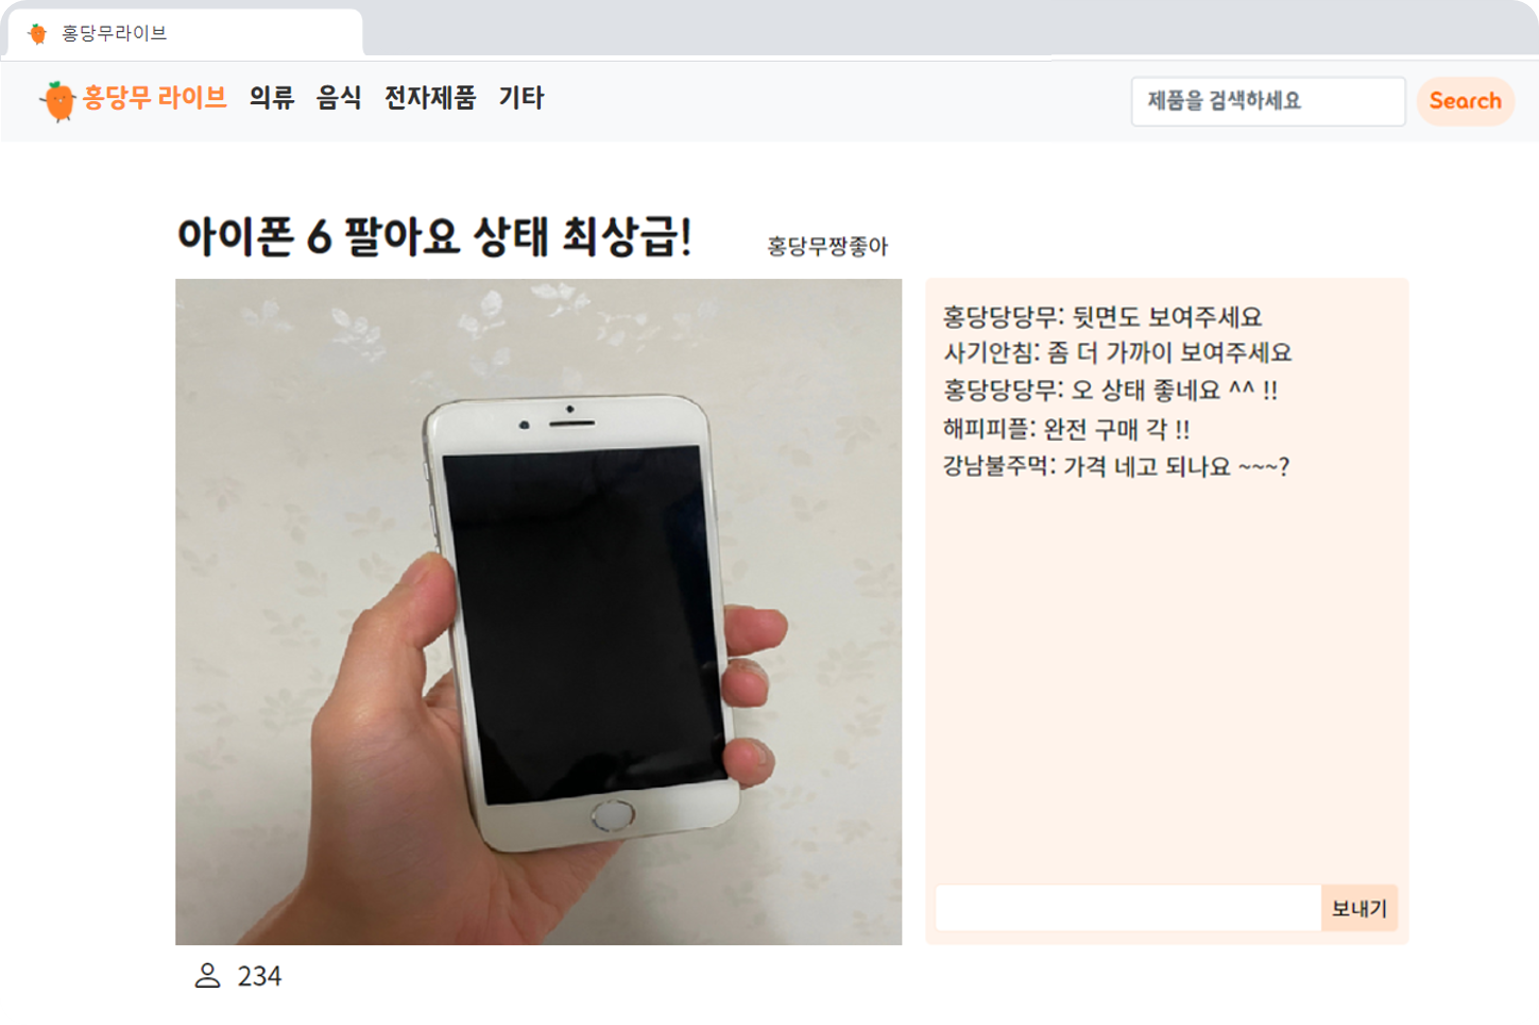 홍당무라이브
홍당무 라이브 의류 음식 전자제품 기타
제품을 검색하세요 Search
아이폰 6 팔아요 상태 최상급!
홍당무짱좋아
홍당당당무: 뒷면도 보여주세요
사기안침: 좀 더 가까이 보여주세요
홍당당당무: 오 상태 좋네요 ^^ !!
해피피플: 완전 구매 각 !!
강남불주먹: 가격 네고 되나요 ~~~?
보내기
234